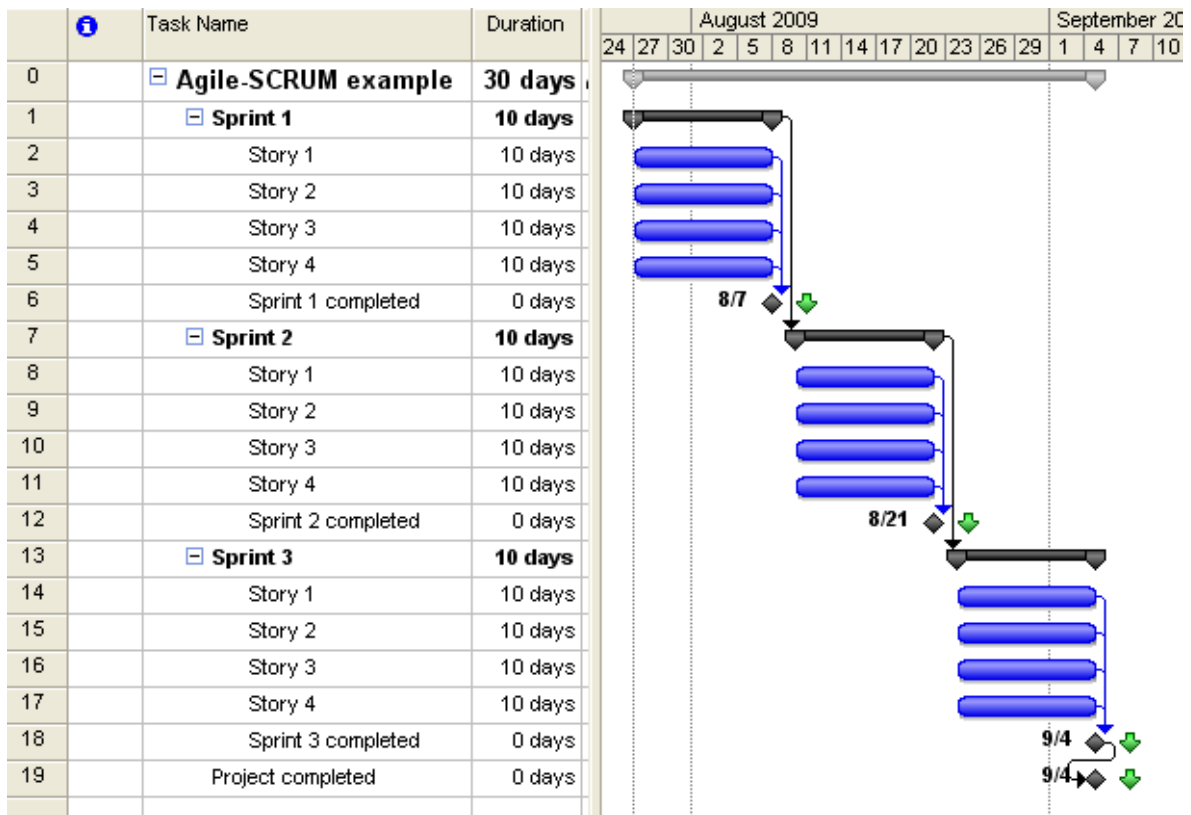 Task Name Duration August 2009 September 20
24 27 30 2 5 8 11 14 17 20 23 26 29 1 4 7 10
0 Agile-SCRUM example 30 days
1 Sprint 1 10 days
2 Story 1 10 days
3 Story 2 10 days
4 Story 3 10 days
5 Story 4 10 days
6 Sprint 1 completed 0 days 8/7
7 Sprint 2 10 days
8 Story 1 10 days
9 Story 2 10 days
10 Story 3 10 days
11 Story 4 10 days
12 Sprint 2 completed 0 days 8/21
13 Sprint 3 10 days
14 Story 1 10 days
15 Story 2 10 days
16 Story 3 10 days
17 Story 4 10 days
18 Sprint 3 completed 0 days 9/4
19 Project completed 0 days 9/4